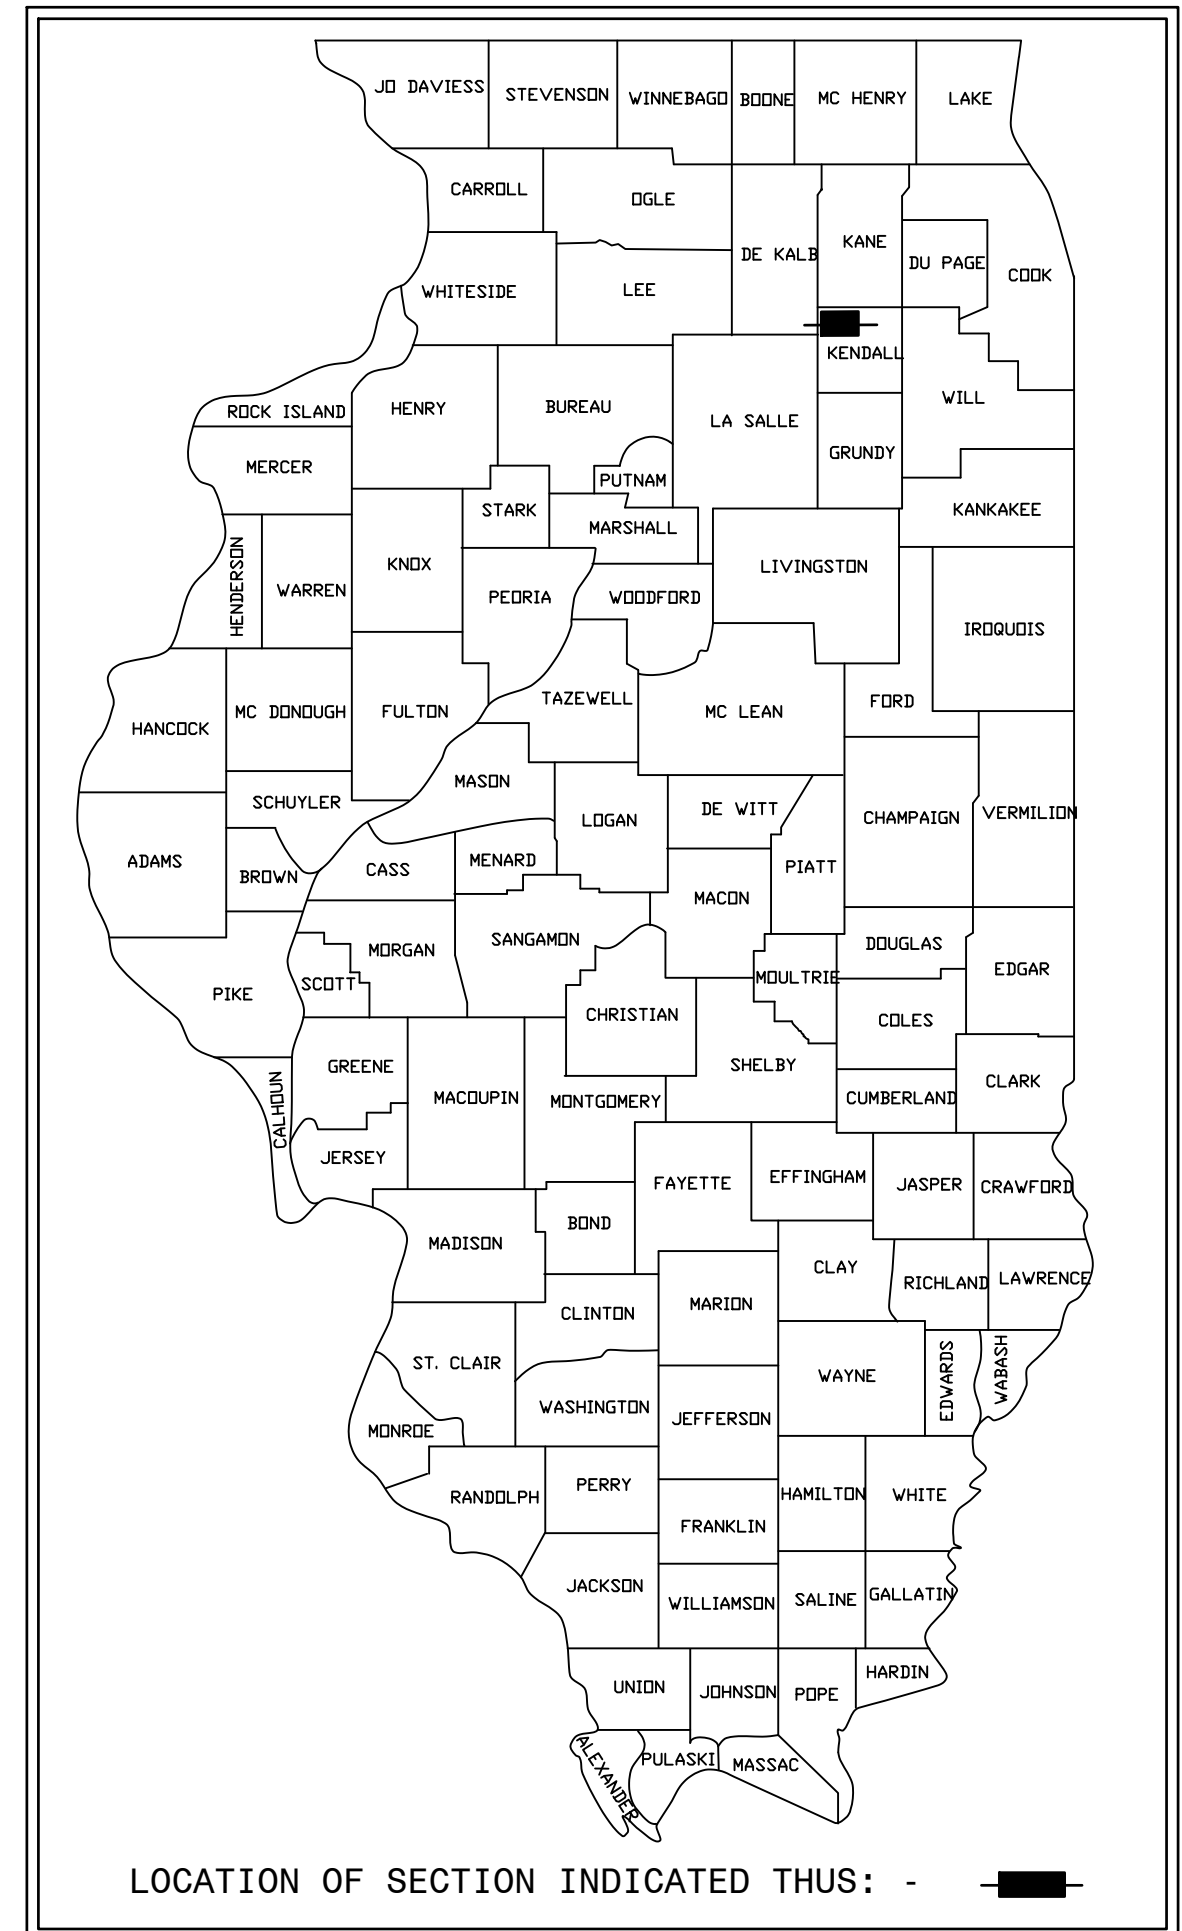 JO DAVIESS
STEVENSON
WINNEBAGO
BOONE
MC HENRY
LAKE
CARROLL
OGLE
DE KALB
KANE
DU PAGE
COOK
WHITESIDE
LEE
KENDALL
ROCK ISLAND
HENRY
BUREAU
LA SALLE
WILL
MERCER
PUTNAM
GRUNDY
STARK
MARSHALL
KANKAKEE
HENDERSON
WARREN
KNOX
PEORIA
WOODFORD
LIVINGSTON
IROQUOIS
HANCOCK
MC DONOUGH
FULTON
TAZEWELL
MC LEAN
FORD
SCHUYLER
MASON
LOGAN
DE WITT
CHAMPAIGN
VERMILION
ADAMS
BROWN
CASS
MENARD
MACON
PIATT
PIKE
SCOTT
MORGAN
SANGAMON
CHRISTIAN
MOULTRIE
DOUGLAS
EDGAR
COLES
CALHOUN
GREENE
MACOUPIN
MONTGOMERY
SHELBY
CUMBERLAND
CLARK
JERSEY
FAYETTE
EFFINGHAM
JASPER
CRAWFORD
MADISON
BOND
CLAY
RICHLAND
LAWRENCE
CLINTON
MARION
ST. CLAIR
WASHINGTON
WAYNE
EDWARDS
WABASH
MONROE
JEFFERSON
RANDOLPH
PERRY
HAMILTON
WHITE
FRANKLIN
JACKSON
WILLIAMSON
SALINE
GALLATIN
UNION
JOHNSON
POPE
HARDIN
ALEXANDER
PULASKI
MASSAC
LOCATION OF SECTION INDICATED THUS: -